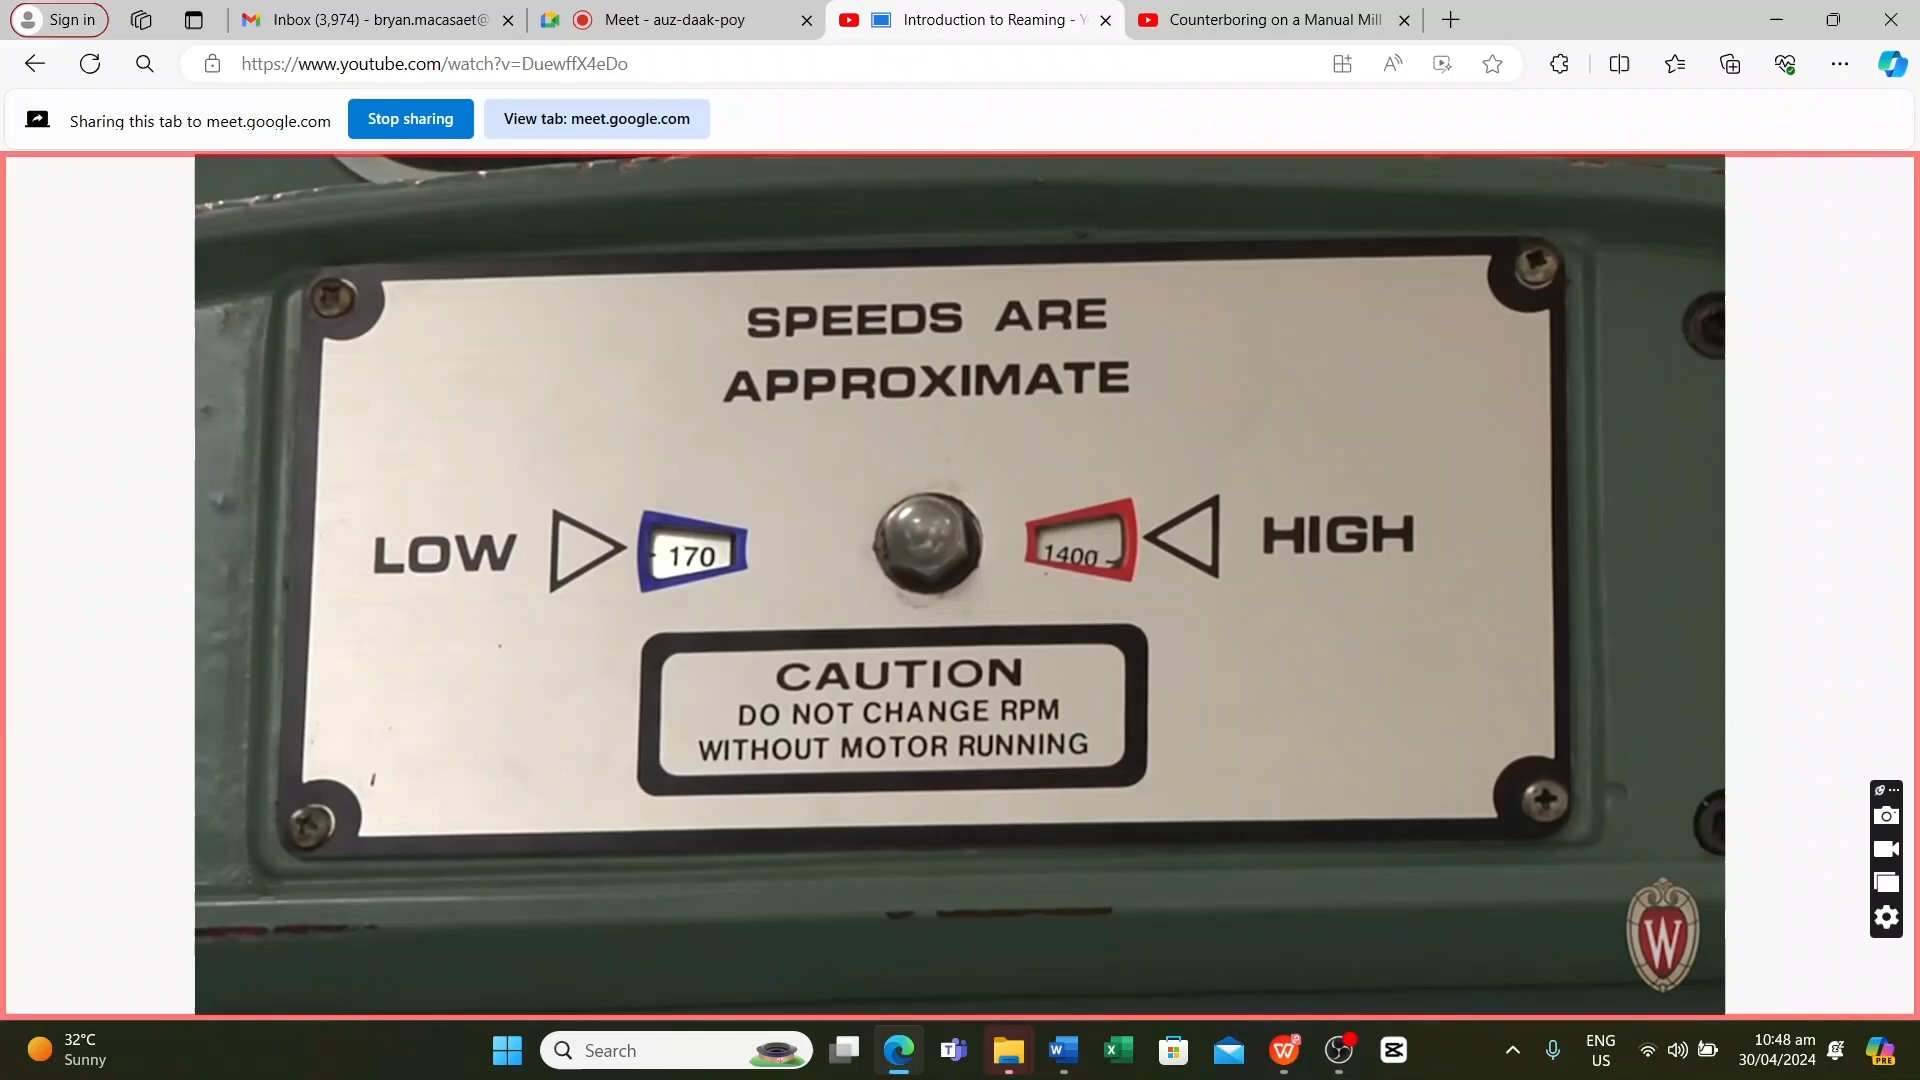 Sign in
Inbox (3,974) - bryan.macasaet@
Meet - auz-daak-poy
Introduction to Reaming - Y
Counterboring on a Manual Mill
https://www.youtube.com/watch?v=DuewffX4eDo
Sharing this tab to meet.google.com
Stop sharing
View tab: meet.google.com
SPEEDS ARE
APPROXIMATE
LOW
170
1400
HIGH
CAUTION
DO NOT CHANGE RPM
WITHOUT MOTOR RUNNING
W
32°C
Sunny
Search
ENG
US
10:48 am
30/04/2024
PRE